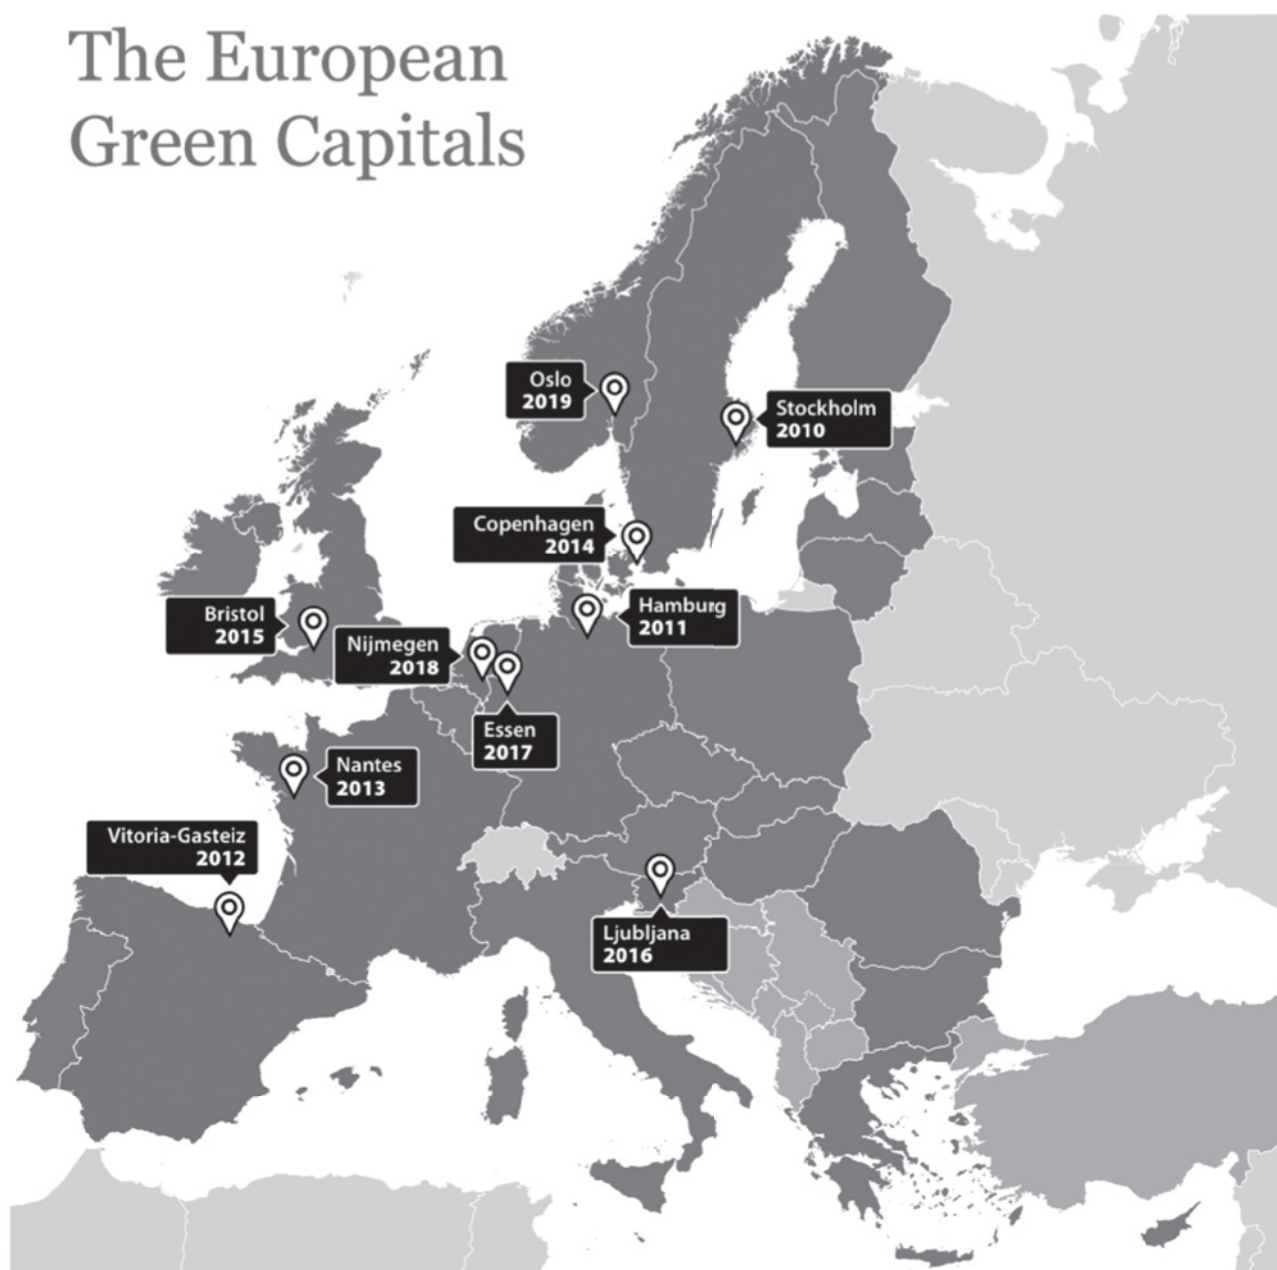 The European
Green Capitals
Oslo
2019
Stockholm
2010
Copenhagen
2014
Hamburg
2011
Bristol
2015
Nijmegen
2018
Essen
2017
Nantes
2013
Vitoria-Gasteiz
2012
Ljubljana
2016